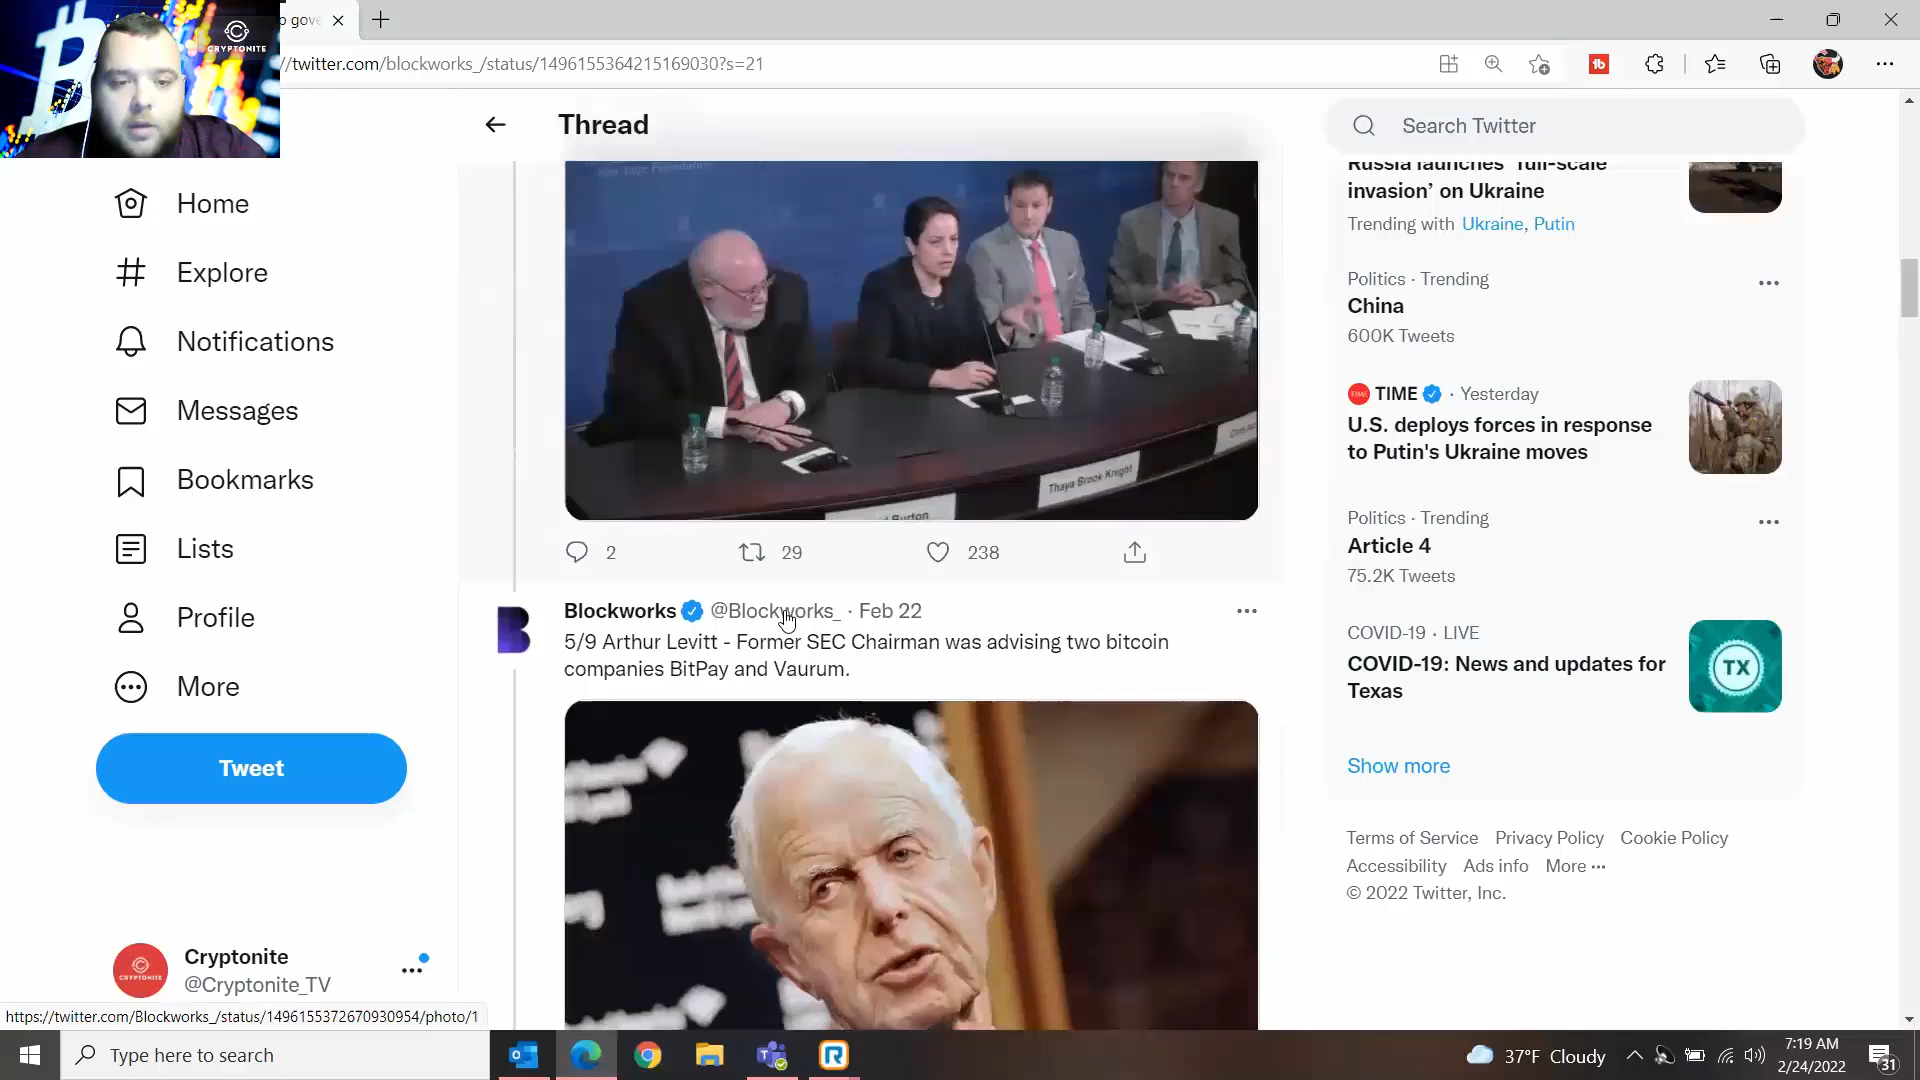 CRYPTONITE
//twitter.com/blockworks_/status/1496155364215169030?s=21
Thread
Search Twitter
Home
Explore
Notifications
Messages
Bookmarks
Lists
Profile
More
Tweet
Cryptonite
@Cryptonite_TV
Thaya Brook Knight
Burton
2
29
238
Blockworks @Blockworks_ · Feb 22
5/9 Arthur Levitt - Former SEC Chairman was advising two bitcoin
companies BitPay and Vaurum.
Russia launches 'full-scale
invasion' on Ukraine
Trending with Ukraine, Putin
Politics · Trending
China
600K Tweets
TIME · Yesterday
U.S. deploys forces in response
to Putin's Ukraine moves
Politics · Trending
Article 4
75.2K Tweets
COVID-19 · LIVE
COVID-19: News and updates for
Texas
TX
Show more
Terms of Service Privacy Policy Cookie Policy
Accessibility Ads info More ···
© 2022 Twitter, Inc.
https://twitter.com/Blockworks_/status/1496155372670930954/photo/1
Type here to search
37°F Cloudy
7:19 AM
2/24/2022
31